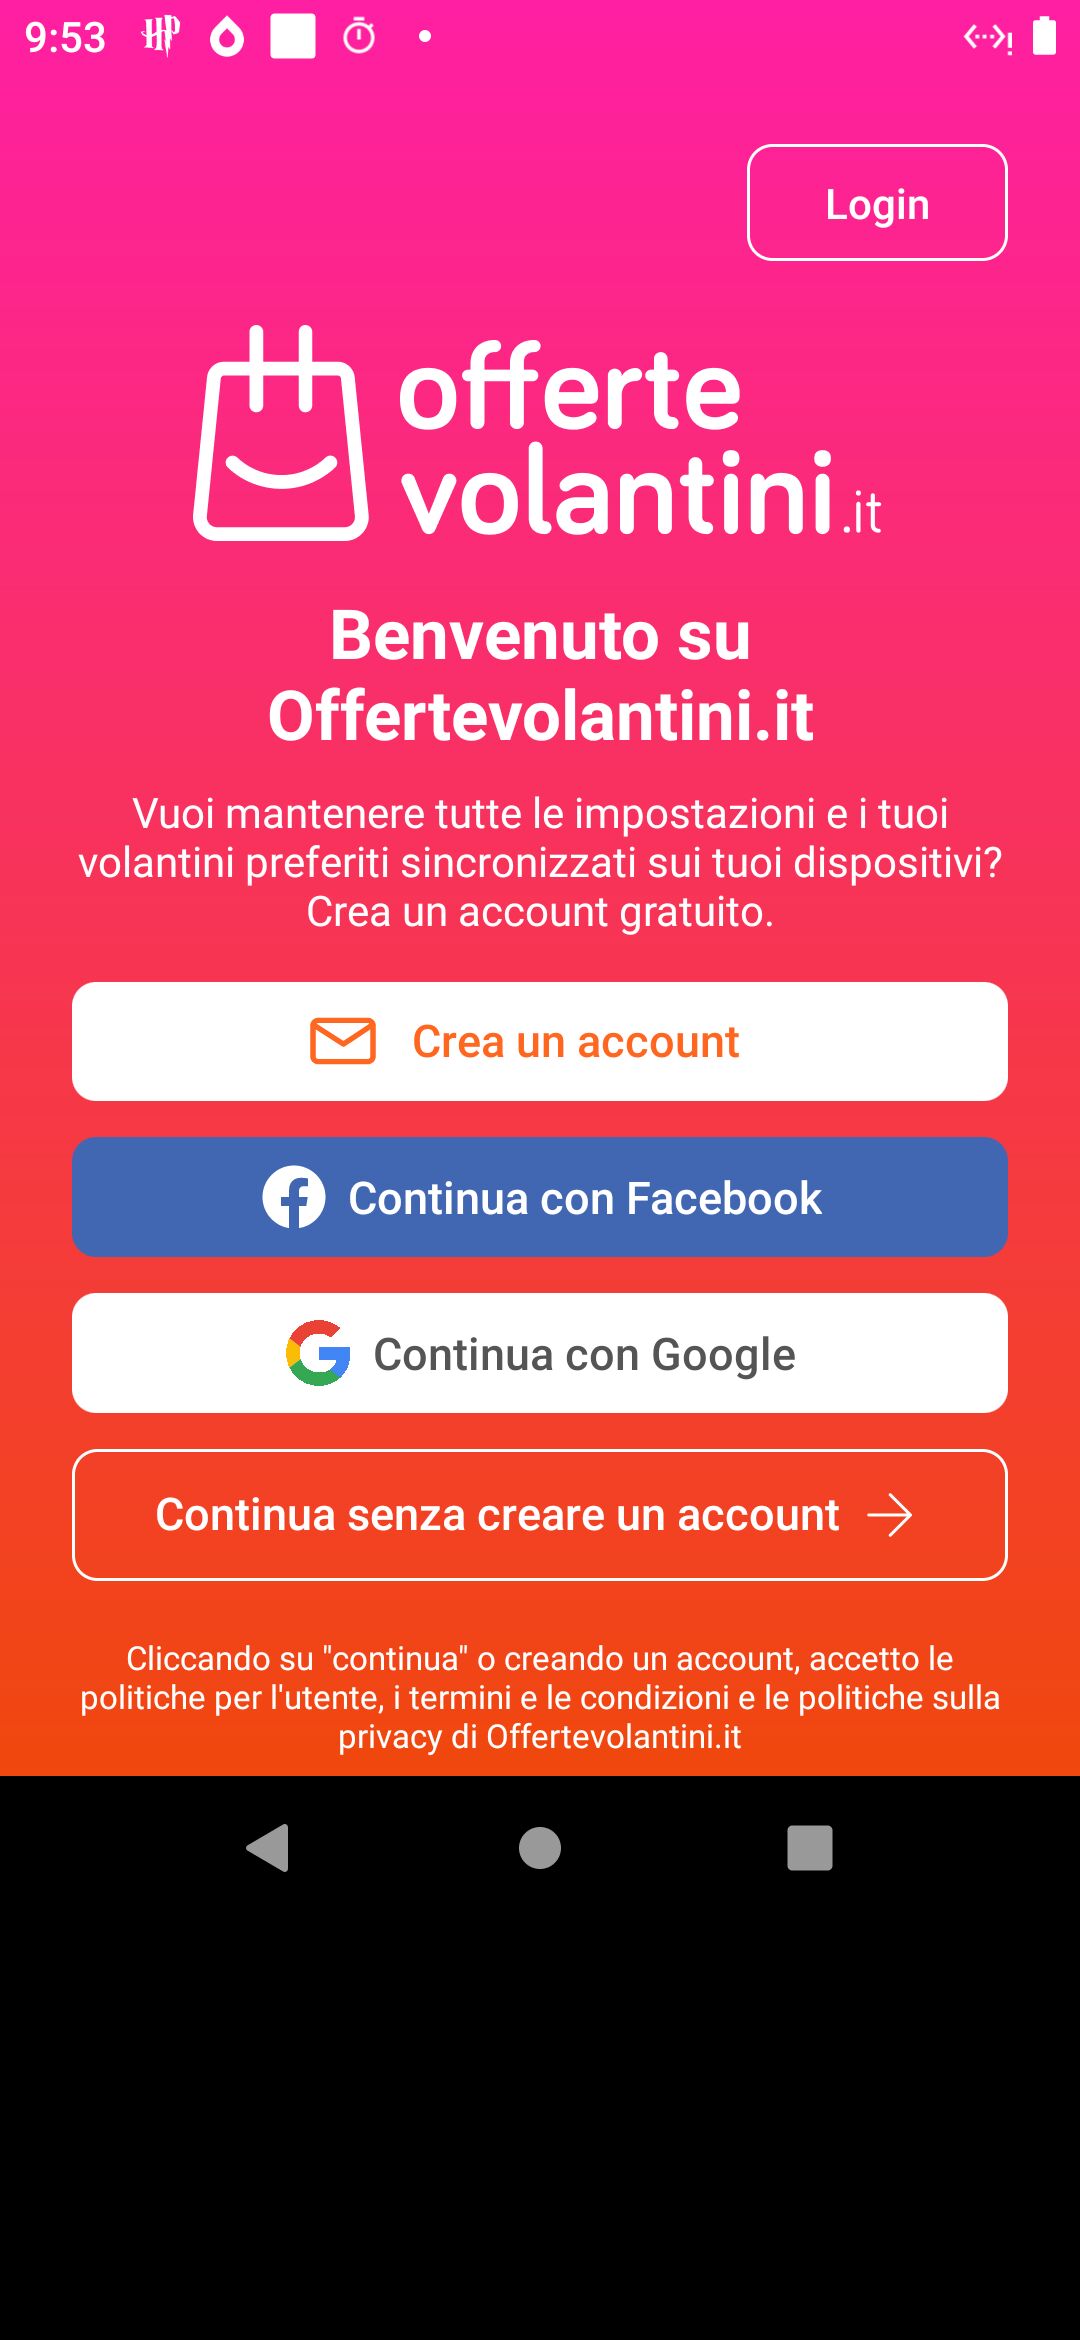 9:53
Login
offerte
volantini.it
Benvenuto su
Offertevolantini.it
Vuoi mantenere tutte le impostazioni e i tuoi
volantini preferiti sincronizzati sui tuoi dispositivi?
Crea un account gratuito.
Crea un account
Continua con Facebook
Continua con Google
Continua senza creare un account
Cliccando su "continua" o creando un account, accetto le
politiche per l'utente, i termini e le condizioni e le politiche sulla
privacy di Offertevolantini.it